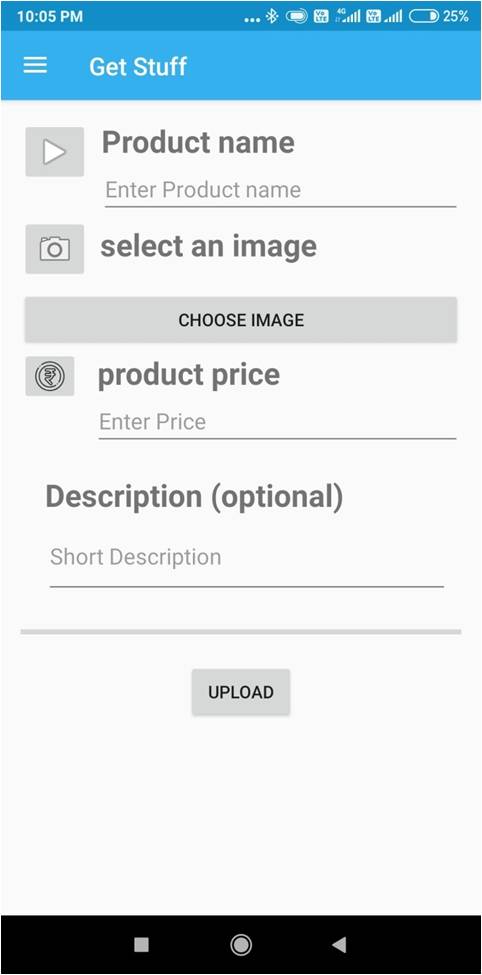 10:05 PM 4G 25%
Get Stuff
Product name
Enter Product name
select an image
CHOOSE IMAGE
product price
₹
Enter Price
Description (optional)
Short Description
UPLOAD